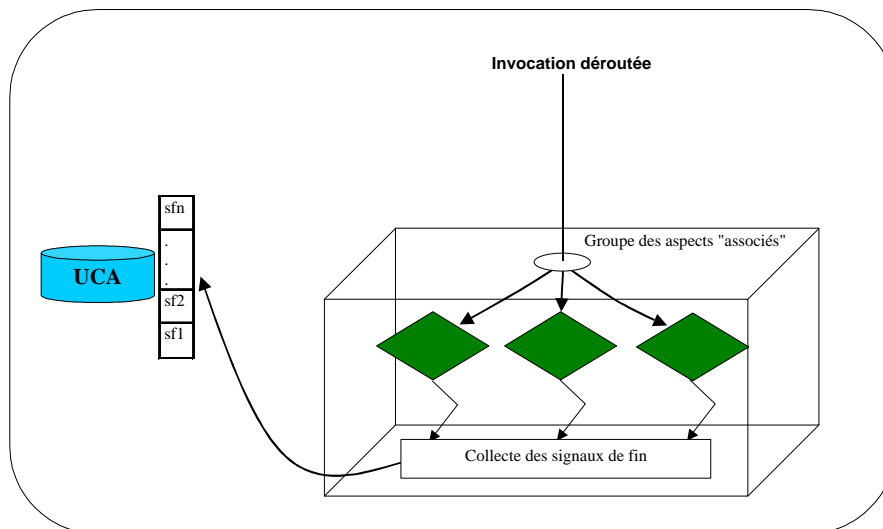 Invocation déroutée
Groupe des aspects "associés"
sfn
.
.
.
UCA
sf2
sf1
Collecte des signaux de fin